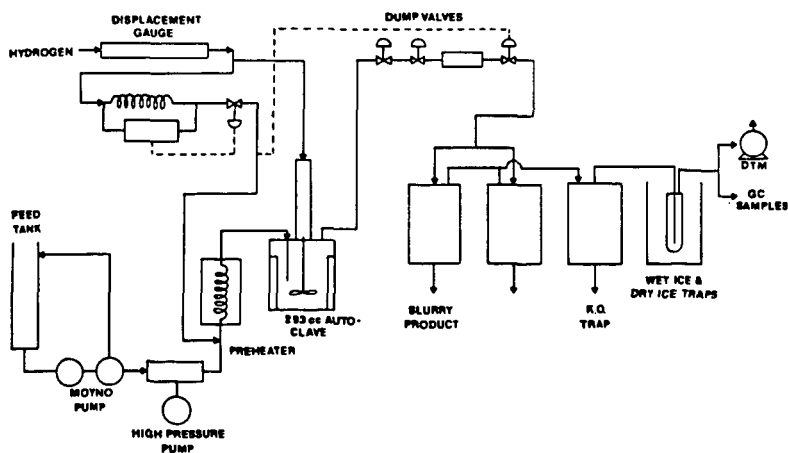 DISPLACEMENT
GAUGE
DUMP VALVES
HYDROGEN
FEED
TANK
MOYNO
PUMP
HIGH PRESSURE
PUMP
PREHEATER
293 cc AUTO-
CLAVE
SLURRY
PRODUCT
K.O.
TRAP
WET ICE &
DRY ICE TRAPS
DTM
GC
SAMPLES